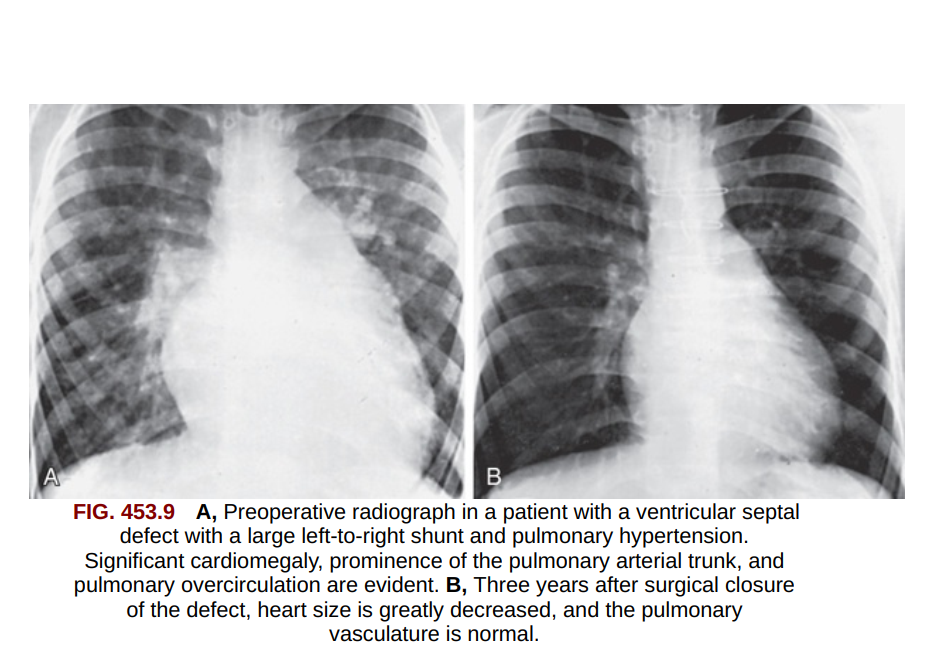 A
B
FIG. 453.9 A, Preoperative radiograph in a patient with a ventricular septal
defect with a large left-to-right shunt and pulmonary hypertension.
Significant cardiomegaly, prominence of the pulmonary arterial trunk, and
pulmonary overcirculation are evident. B, Three years after surgical closure
of the defect, heart size is greatly decreased, and the pulmonary
vasculature is normal.